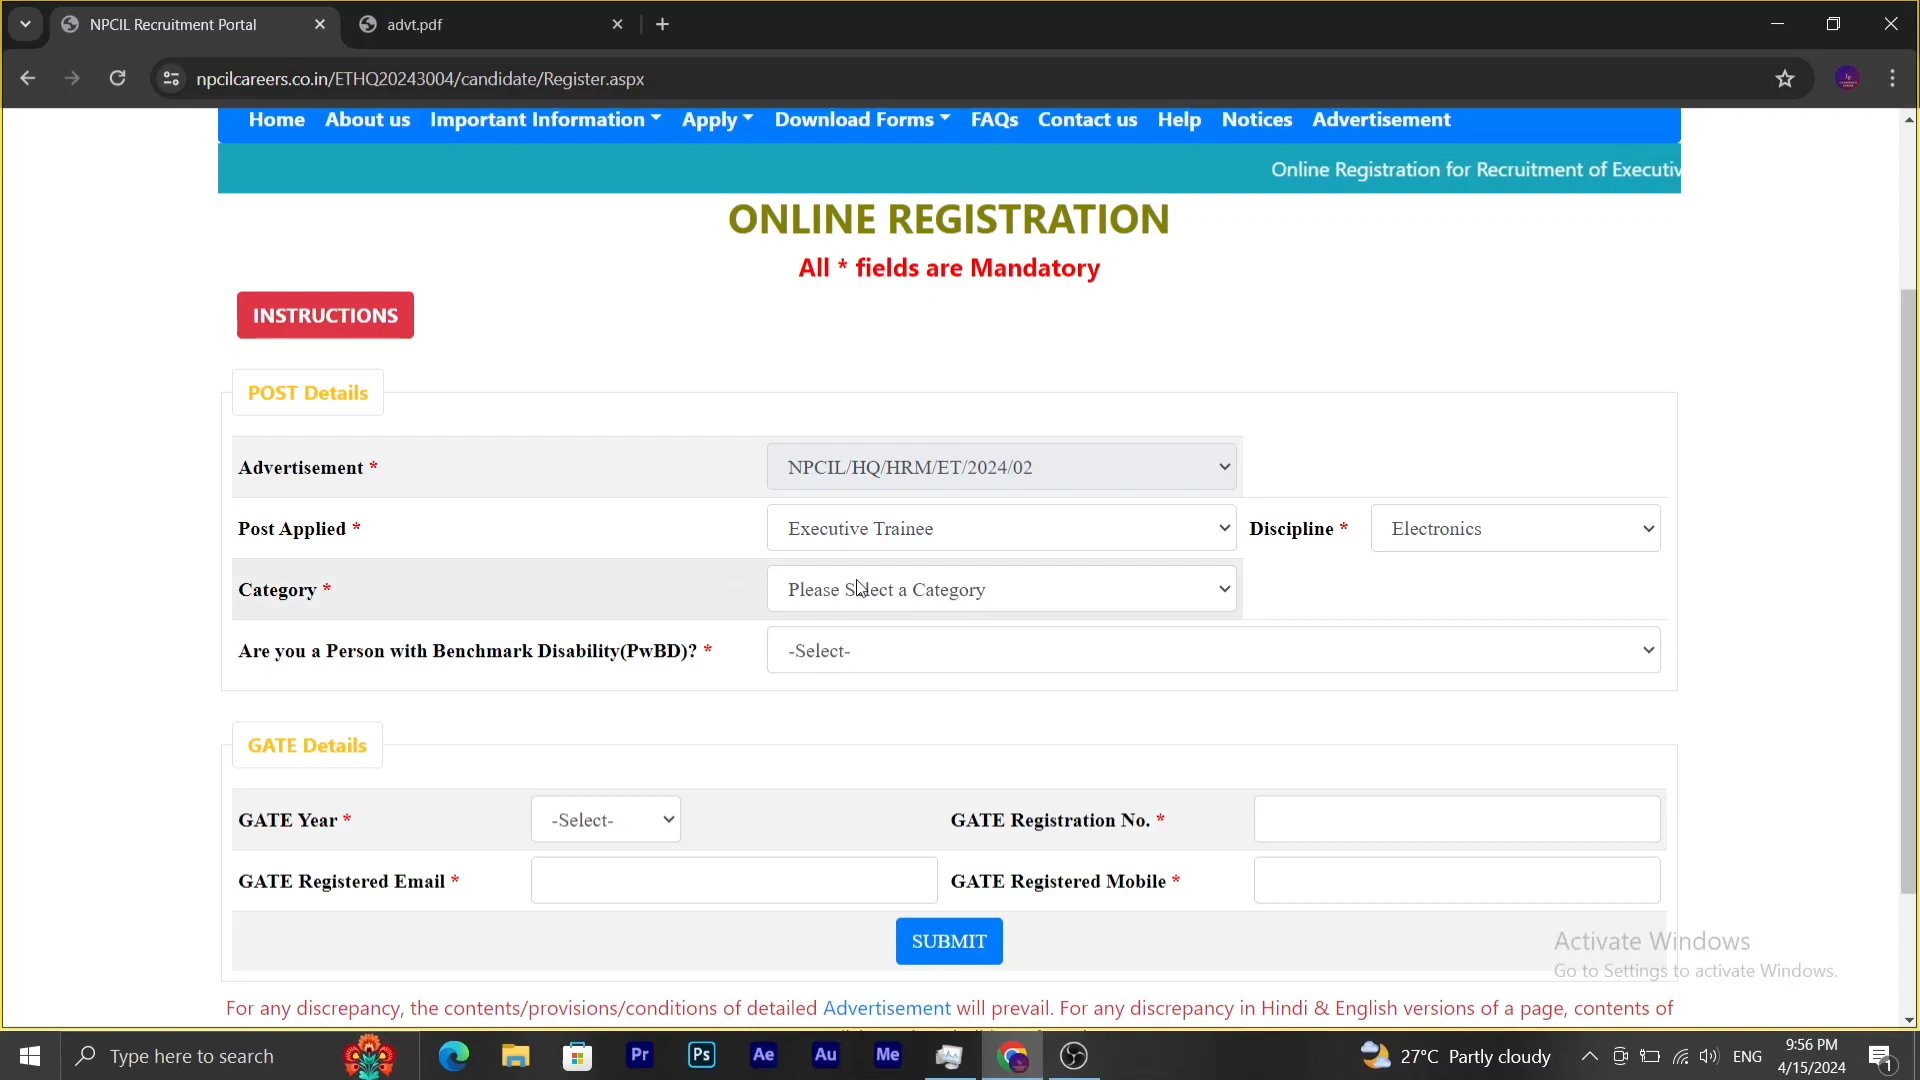 NPCIL Recruitment Portal
advt.pdf
npcilcareers.co.in/ETHQ20243004/candidate/Register.aspx
Home About us Important Information Apply Download Forms FAQs Contact us Help Notices Advertisement
Online Registration for Recruitment of Executiv
ONLINE REGISTRATION
All * fields are Mandatory
INSTRUCTIONS
POST Details
Advertisement * NPCIL/HQ/HRM/ET/2024/02
Post Applied * Executive Trainee Discipline * Electronics
Category * Please Select a Category
Are you a Person with Benchmark Disability(PwBD)? * -Select-
GATE Details
GATE Year * -Select- GATE Registration No. *
GATE Registered Email * GATE Registered Mobile *
SUBMIT
Activate Windows
Go to Settings to activate Windows.
For any discrepancy, the contents/provisions/conditions of detailed Advertisement will prevail. For any discrepancy in Hindi & English versions of a page, contents of
Type here to search
Pr Ps Ae Au Me
27°C Partly cloudy
ENG
9:56 PM
4/15/2024
1